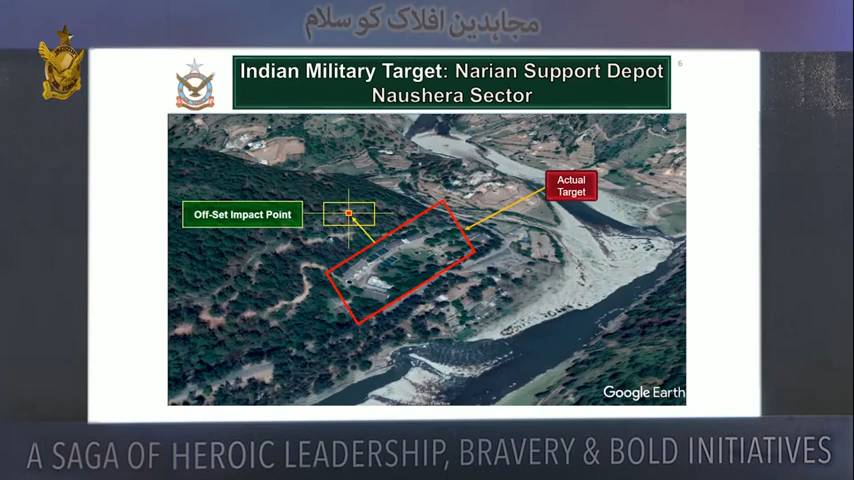 مجاہدین افلاک کو سلام
6
Indian Military Target: Narian Support Depot
Naushera Sector
Actual
Target
Off-Set Impact Point
Google Earth
A SAGA OF HEROIC LEADERSHIP, BRAVERY & BOLD INITIATIVES